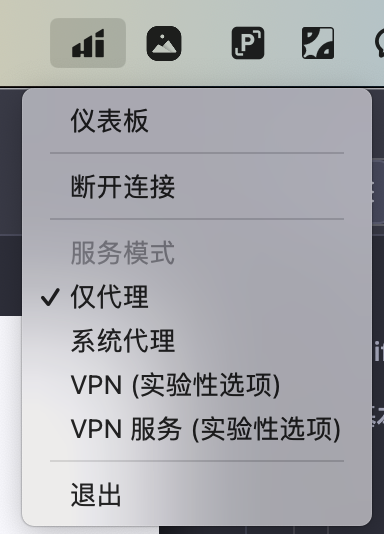 P
仪表板
断开连接
服务模式
仅代理
系统代理
VPN (实验性选项)
VPN 服务 (实验性选项)
退出